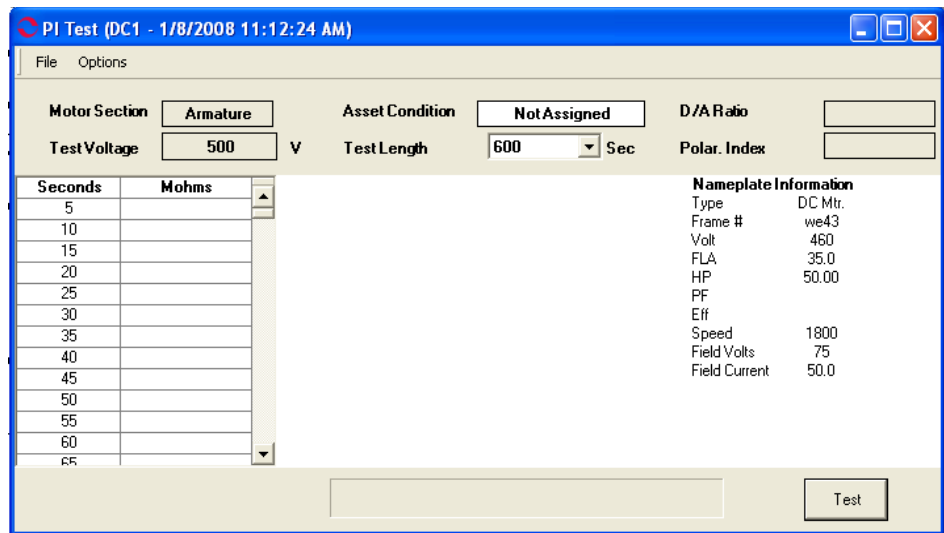 PI Test (DC1 - 1/8/2008 11:12:24 AM)
File Options
Motor Section Armature Asset Condition Not Assigned D/A Ratio
Test Voltage 500 V Test Length 600 Sec Polar. Index
Seconds Mohms
5
10
15
20
25
30
35
40
45
50
55
60
65
Nameplate Information
Type DC Mtr.
Frame # we43
Volt 460
FLA 35.0
HP 50.00
PF
Eff
Speed 1800
Field Volts 75
Field Current 50.0
Test